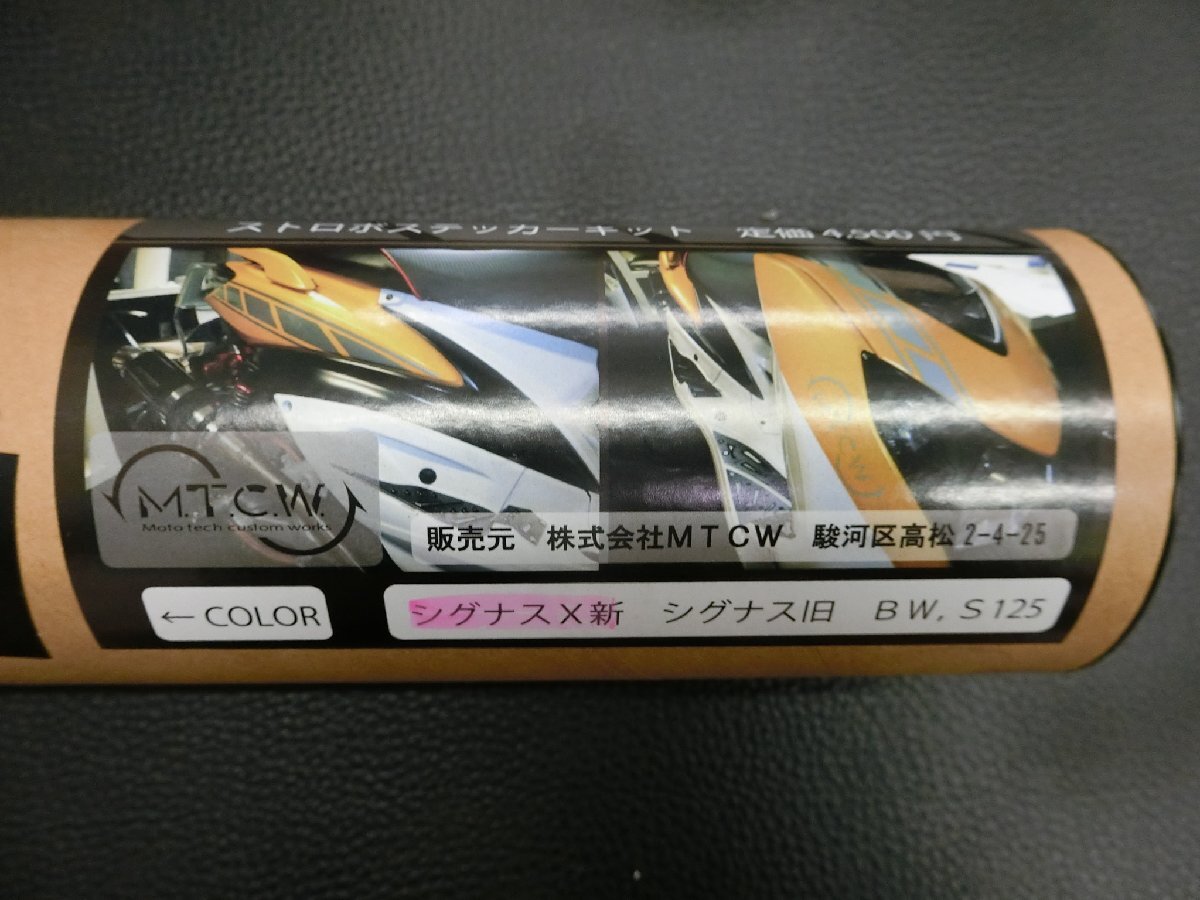 ストロボステッカーキット 定価4,500円
M.T.C.W.
Moto tech custom works
販売元 株式会社MTCW 駿河区高松 2-4-25
← COLOR
シグナスX新 シグナス旧 BW,S125